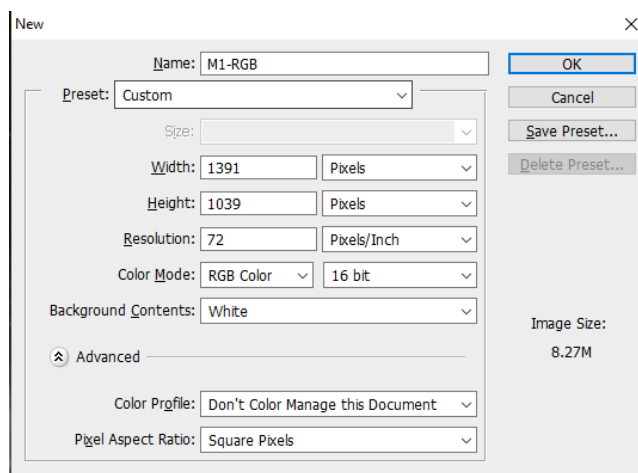 New
Name: M1-RGB
OK
Preset: Custom
Cancel
Size:
Save Preset...
Width: 1391 Pixels
Delete Preset...
Height: 1039 Pixels
Resolution: 72 Pixels/Inch
Color Mode: RGB Color 16 bit
Background Contents: White
Image Size:
8.27M
Advanced
Color Profile: Don't Color Manage this Document
Pixel Aspect Ratio: Square Pixels